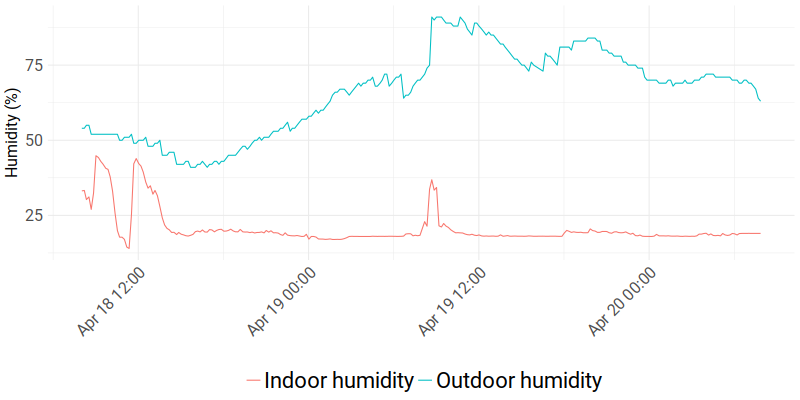 Humidity (%)
75
50
25
Apr 18 12:00
Apr 19 00:00
Apr 19 12:00
Apr 20 00:00
Indoor humidity Outdoor humidity